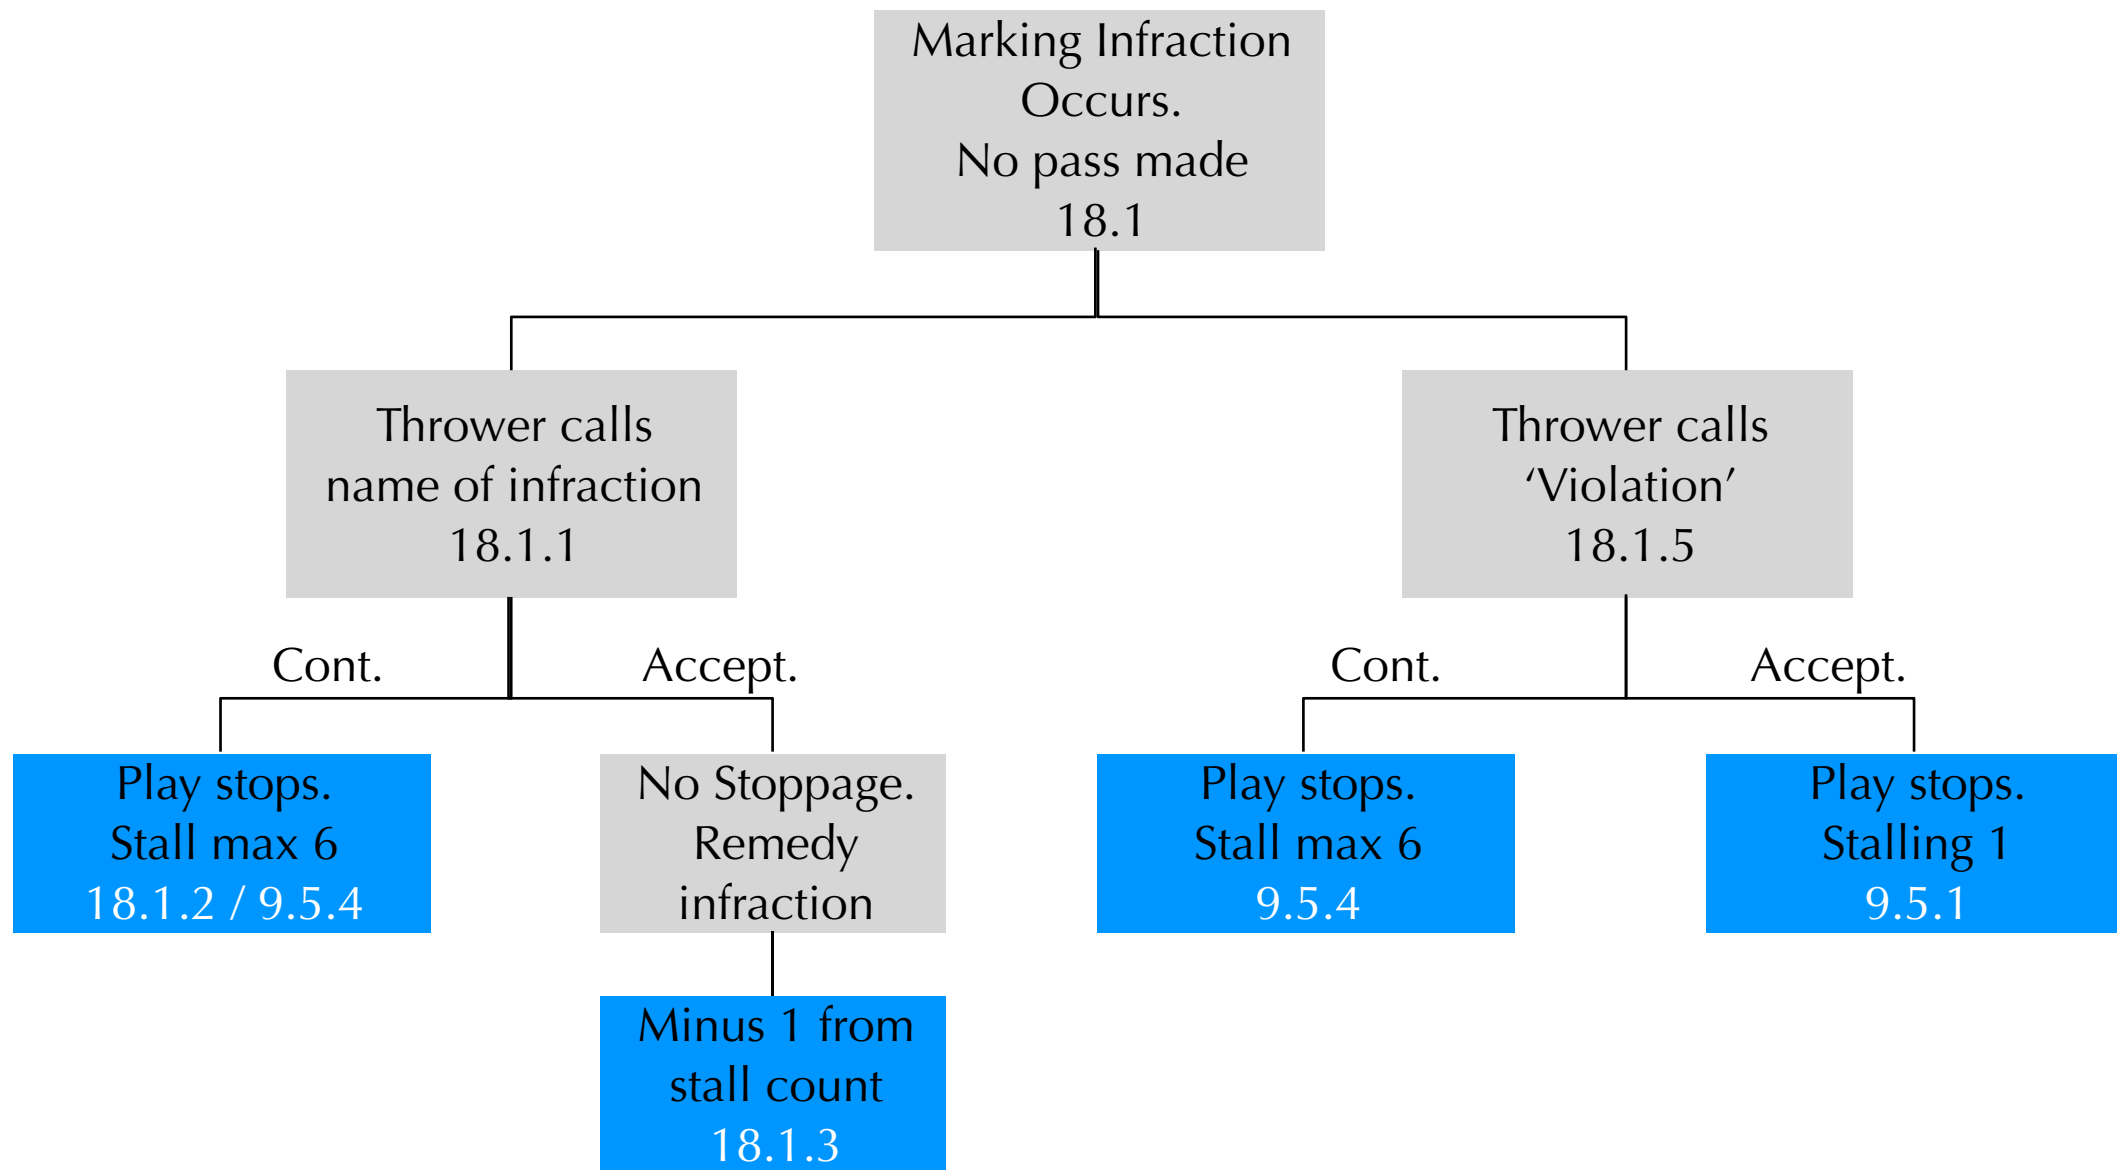 Marking Infraction
Occurs.
No pass made
18.1
Thrower calls
name of infraction
18.1.1
Thrower calls
‘Violation’
18.1.5
Cont.
Accept.
Cont.
Accept.
Play stops.
Stall max 6
18.1.2 / 9.5.4
No Stoppage.
Remedy
infraction
Play stops.
Stall max 6
9.5.4
Play stops.
Stalling 1
9.5.1
Minus 1 from
stall count
18.1.3